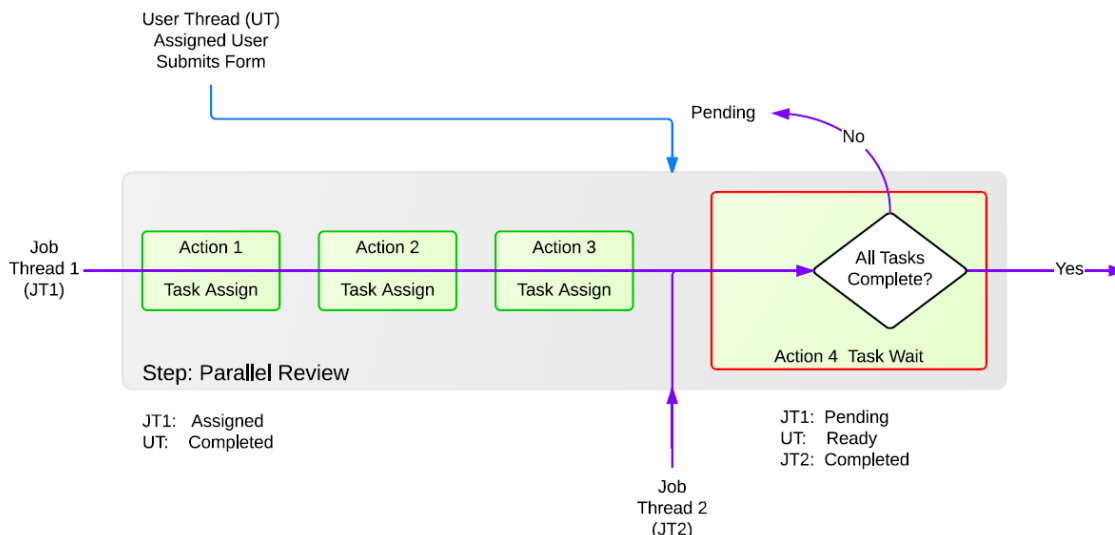 User Thread (UT)
Assigned User
Submits Form
Pending
No
Job
Thread 1
(JT1)
Action 1
Task Assign
Action 2
Task Assign
Action 3
Task Assign
All Tasks
Complete?
Yes
Action 4  Task Wait
Step: Parallel Review
JT1:   Assigned
UT:    Completed
JT1:  Pending
UT:    Ready
JT2:  Completed
Job
Thread 2
(JT2)